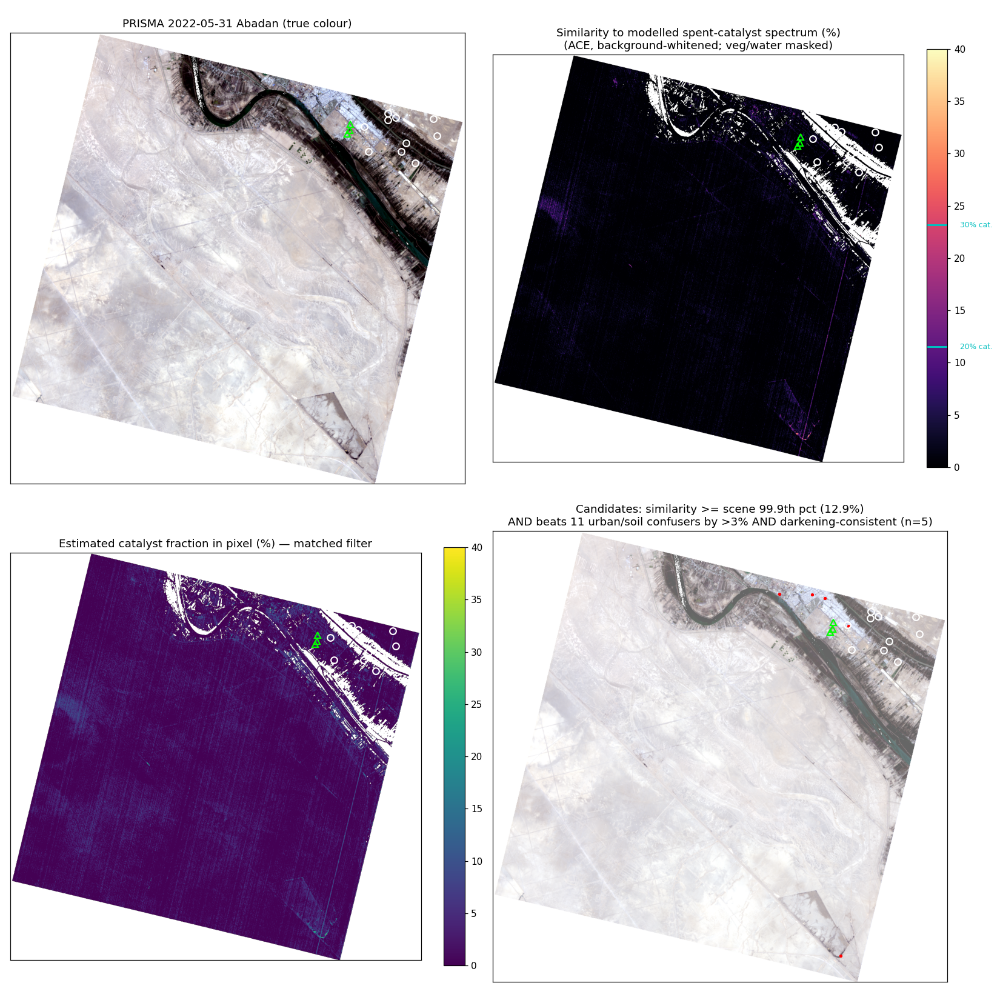 PRISMA 2022-05-31 Abadan (true colour)
Similarity to modelled spent-catalyst spectrum (%)
(ACE, background-whitened; veg/water masked)
40
35
30
25
30% cat.
20
15
20% cat.
10
5
0
Estimated catalyst fraction in pixel (%) — matched filter
40
35
30
25
20
15
10
5
0
Candidates: similarity >= scene 99.9th pct (12.9%)
AND beats 11 urban/soil confusers by >3% AND darkening-consistent (n=5)